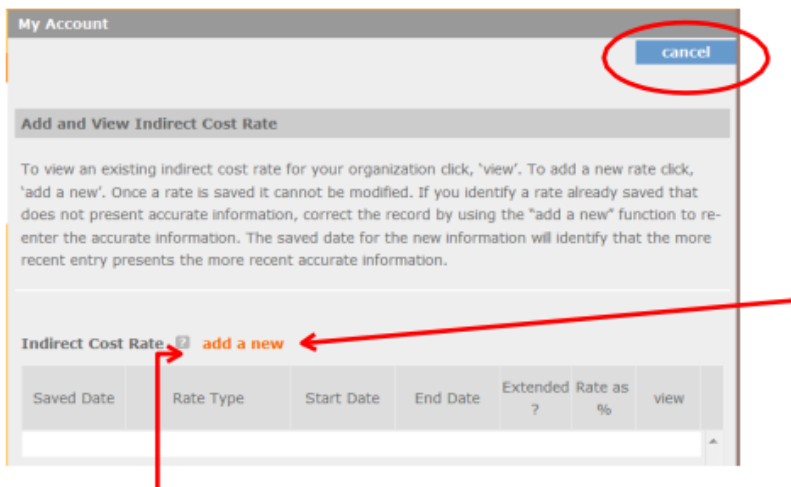 My Account
cancel
Add and View Indirect Cost Rate
To view an existing indirect cost rate for your organization click, ‘view’. To add a new rate click,
‘add a new’. Once a rate is saved it cannot be modified. If you identify a rate already saved that
does not present accurate information, correct the record by using the “add a new” function to re-
enter the accurate information. The saved date for the new information will identify that the more
recent entry presents the more recent accurate information.
Indirect Cost Rate ? add a new
Saved Date Rate Type Start Date End Date Extended ? Rate as % view